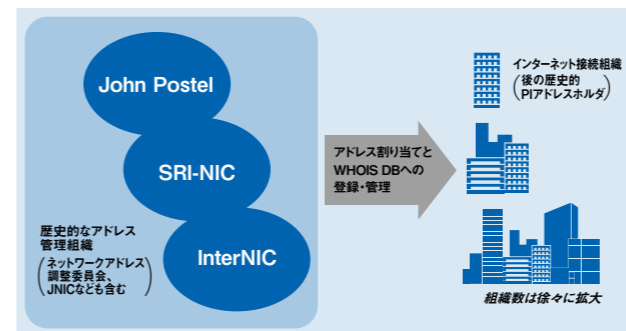 John Postel
SRI-NIC
InterNIC
歴史的なアドレス
管理組織
(ネットワークアドレス
調整委員会、
JNICなども含む)
アドレス割り当てと
WHOIS DBへの
登録・管理
インターネット接続組織
(後の歴史的
PIアドレスホルダ)
組織数は徐々に拡大